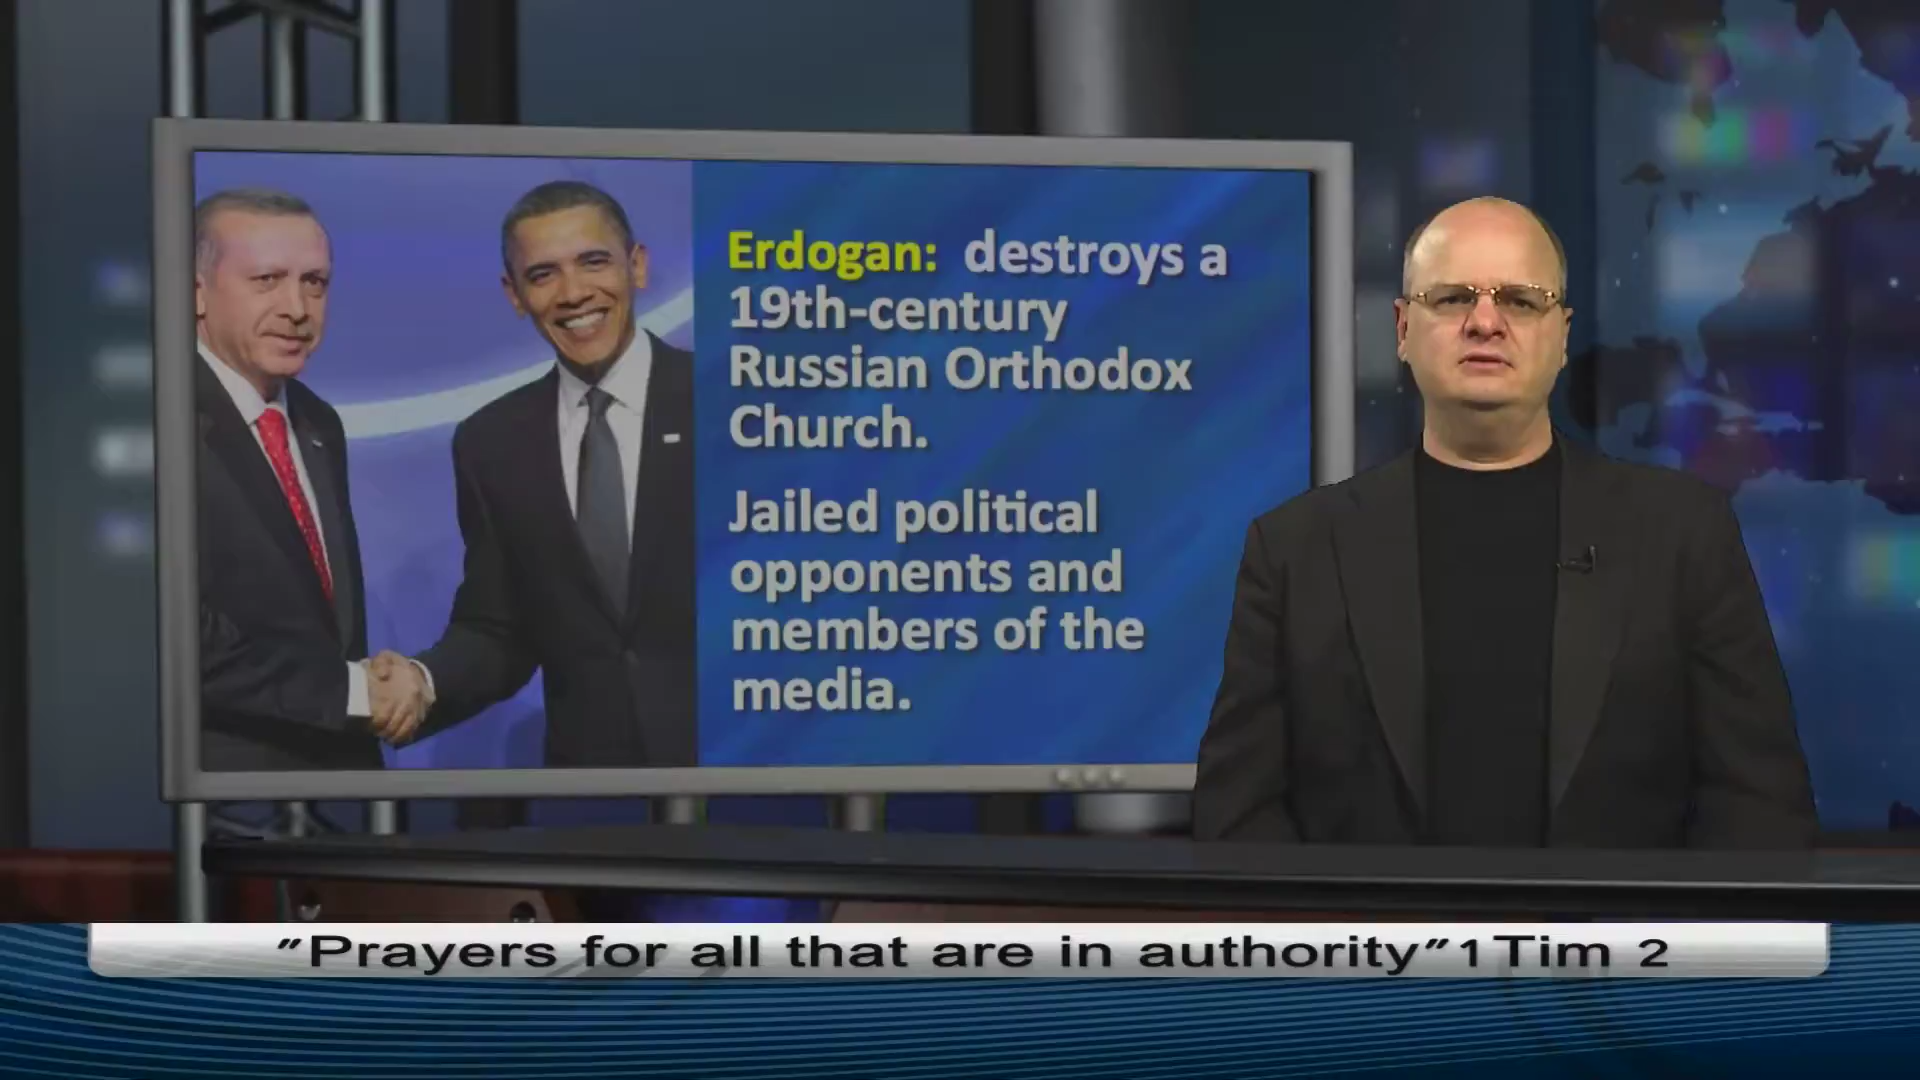 Erdogan: destroys a
19th-century
Russian Orthodox
Church.
Jailed political
opponents and
members of the
media.
"Prayers for all that are in authority" 1 Tim 2